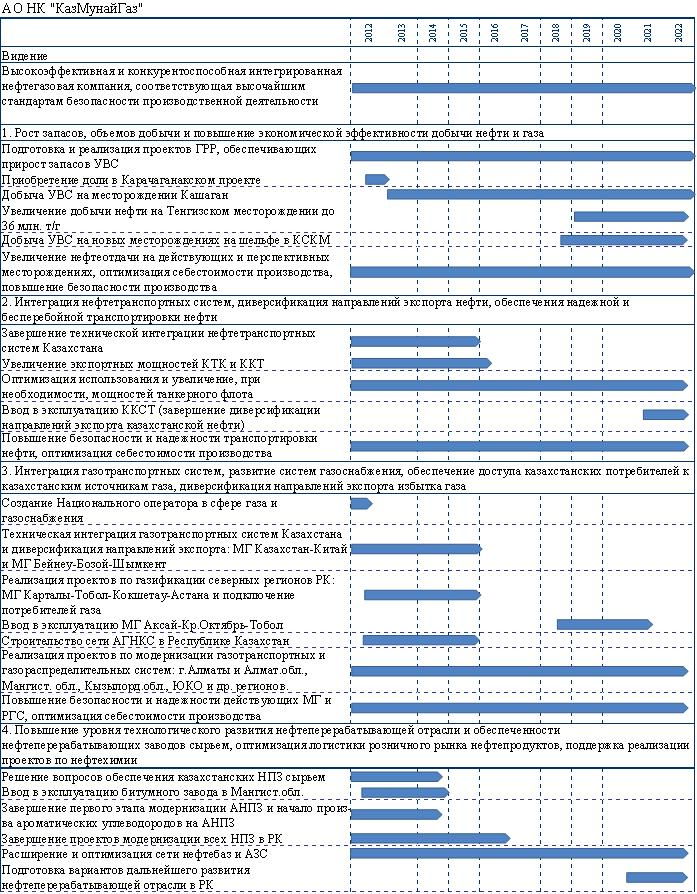 АО НК "КазМунайГаз"
2012 2013 2014 2015 2016 2017 2018 2019 2020 2021 2022
Видение
Высокоэффективная и конкурентоспособная интегрированная
нефтегазовая компания, соответствующая высочайшим
стандартам безопасности производственной деятельности
1. Рост запасов, объемов добычи и повышение экономической эффективности добычи нефти и газа
Подготовка и реализация проектов ГРР, обеспечивающих
прирост запасов УВС
Приобретение доли в Карачаганакском проекте
Добыча УВС на месторождении Кашаган
Увеличение добычи нефти на Тенгизском месторождении до
36 млн. т/г
Добыча УВС на новых месторождениях на шельфе в КСКМ
Увеличение нефтеотдачи на действующих и перспективных
месторождениях, оптимизация себестоимости производства,
повышение безопасности производства
2. Интеграция нефтетранспортных систем, диверсификация направлений экспорта нефти, обеспечения надежной и
бесперебойной транспортировки нефти
Завершение технической интеграции нефтетранспортных
систем Казахстана
Увеличение экспортных мощностей КТК и ККТ
Оптимизация использования и увеличение, при
необходимости, мощностей танкерного флота
Ввод в эксплуатацию ККСТ (завершение диверсификации
направлений экспорта казахстанской нефти)
Повышение безопасности и надежности транспортировки
нефти, оптимизация себестоимости производства
3. Интеграция газотранспортных систем, развитие систем газоснабжения, обеспечение доступа казахстанских потребителей к
казахстанским источникам газа, диверсификация направлений экспорта избытка газа
Создание Национального оператора в сфере газа и
газоснабжения
Техническая интеграция газотранспортных систем Казахстана
и диверсификация направлений экспорта: МГ Казахстан-Китай
и МГ Бейнеу-Бозой-Шымкент
Реализация проектов по газификации северных регионов РК:
МГ Карталы-Тобол-Кокшетау-Астана и подключение
потребителей газа
Ввод в эксплуатацию МГ Аксай-Кр.Октябрь-Тобол
Строительство сети АГНКС в Республике Казахстан
Реализация проектов по модернизации газотранспортных и
газораспределительных систем: г.Алматы и Алмат.обл.,
Мангист. обл., Кызылорд.обл., ЮКО и др. регионов.
Повышение безопасности и надежности действующих МГ и
РГС, оптимизация себестоимости производства
4. Повышение уровня технологического развития нефтеперерабатывающей отрасли и обеспеченности
нефтеперерабатывающих заводов сырьем, оптимизация логистики розничного рынка нефтепродуктов, поддержка реализации
проектов по нефтехимии
Решение вопросов обеспечения казахстанских НПЗ сырьем
Ввод в эксплуатацию битумного завода в Мангист.обл.
Завершение первого этапа модернизации АНПЗ и начало произ-
ва ароматических углеводородов на АНПЗ
Завершение проектов модернизации всех НПЗ в РК
Расширение и оптимизация сети нефтебаз и АЗС
Подготовка вариантов дальнейшего развития
нефтеперерабатывающей отрасли в РК